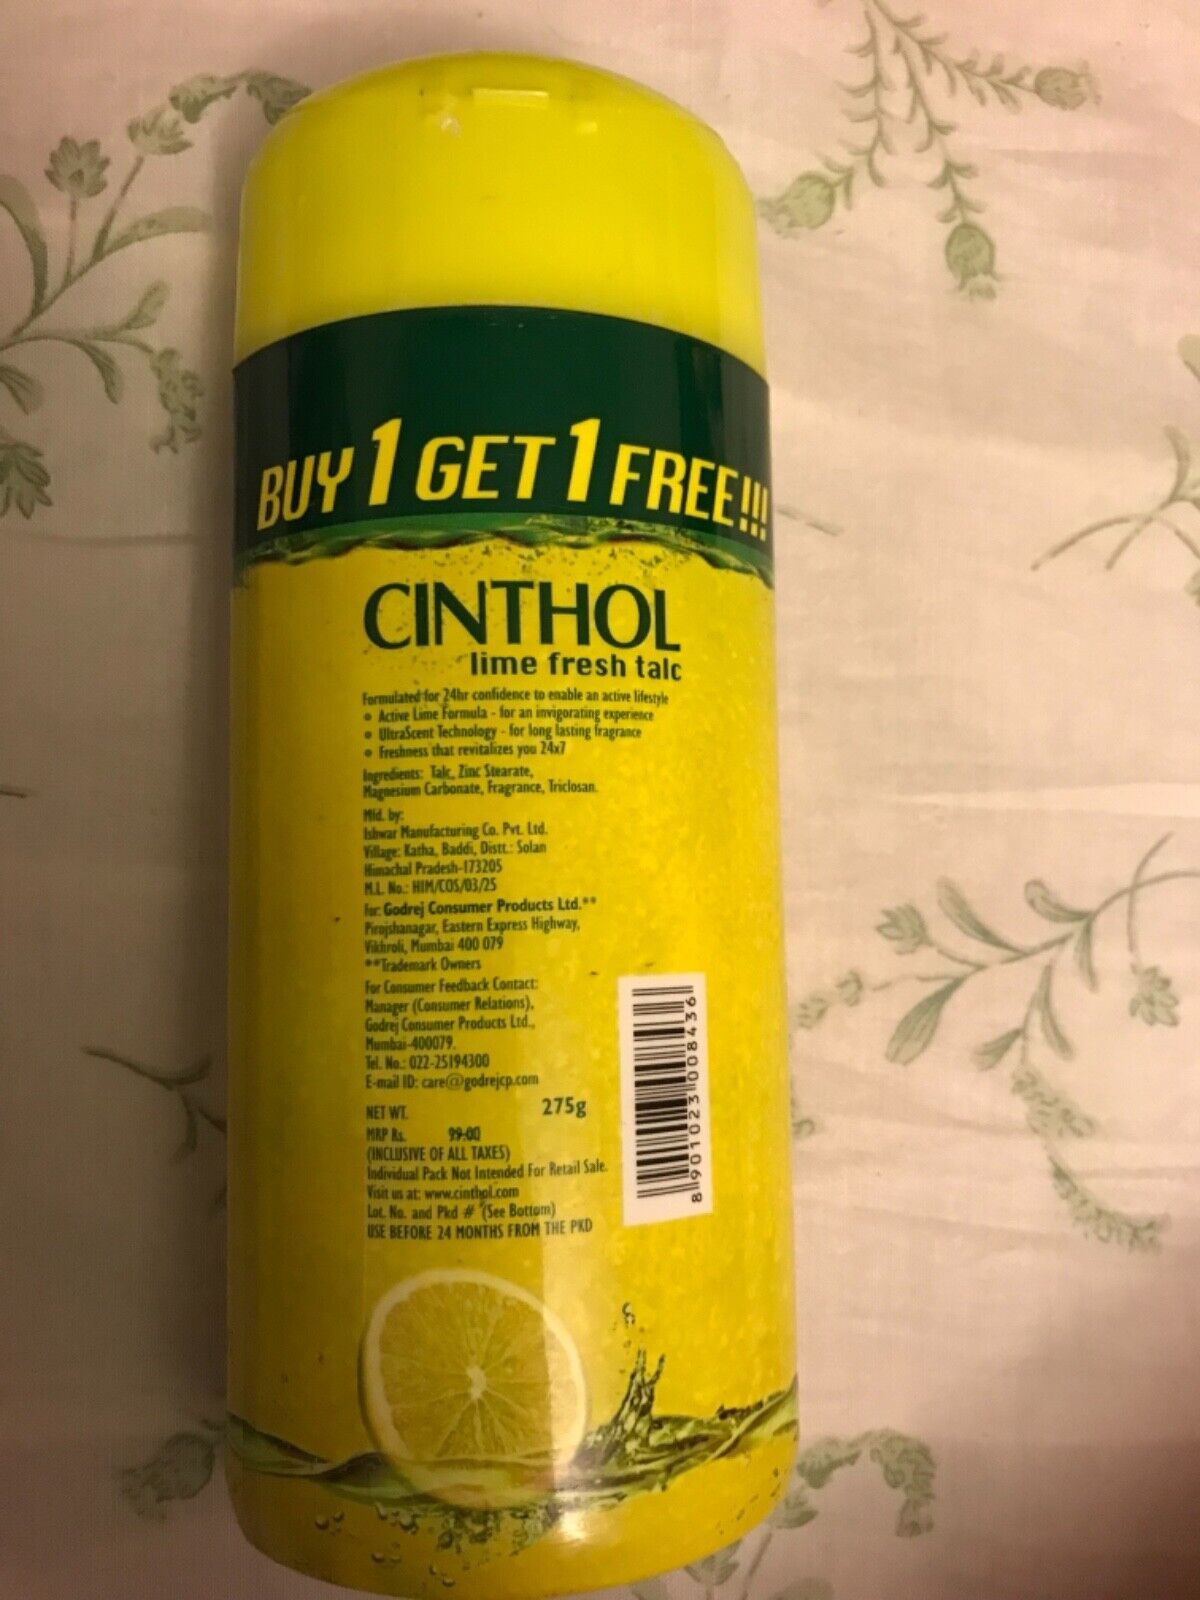 BUY 1 GET 1 FREE!!!
CINTHOL
lime fresh talc
Formulated for 24hr confidence to enable an active lifestyle
• Active Lime Formula - for an invigorating experience
• UltraScent Technology - for long lasting fragrance
• Freshness that revitalizes you 24x7
Ingredients: Talc, Zinc Stearate,
Magnesium Carbonate, Fragrance, Triclosan.
Mfd. by:
Ishwar Manufacturing Co. Pvt. Ltd.
Village: Katha, Baddi, Distt.: Solan
Himachal Pradesh-173205
M.L. No.: HIM/COS/03/25
For: Godrej Consumer Products Ltd.**
Pirojshanagar, Eastern Express Highway,
Vikhroli, Mumbai 400 079
**Trademark Owners
For Consumer Feedback Contact:
Manager (Consumer Relations),
Godrej Consumer Products Ltd.,
Mumbai-400079.
Tel. No.: 022-25194300
E-mail ID: care@godrejcp.com
NET WT. 275g
MRP Rs. 99.00
(INCLUSIVE OF ALL TAXES)
Individual Pack Not Intended For Retail Sale.
Visit us at: www.cinthol.com
Lot. No. and Pkd # (See Bottom)
USE BEFORE 24 MONTHS FROM THE PKD
8 901023 008436